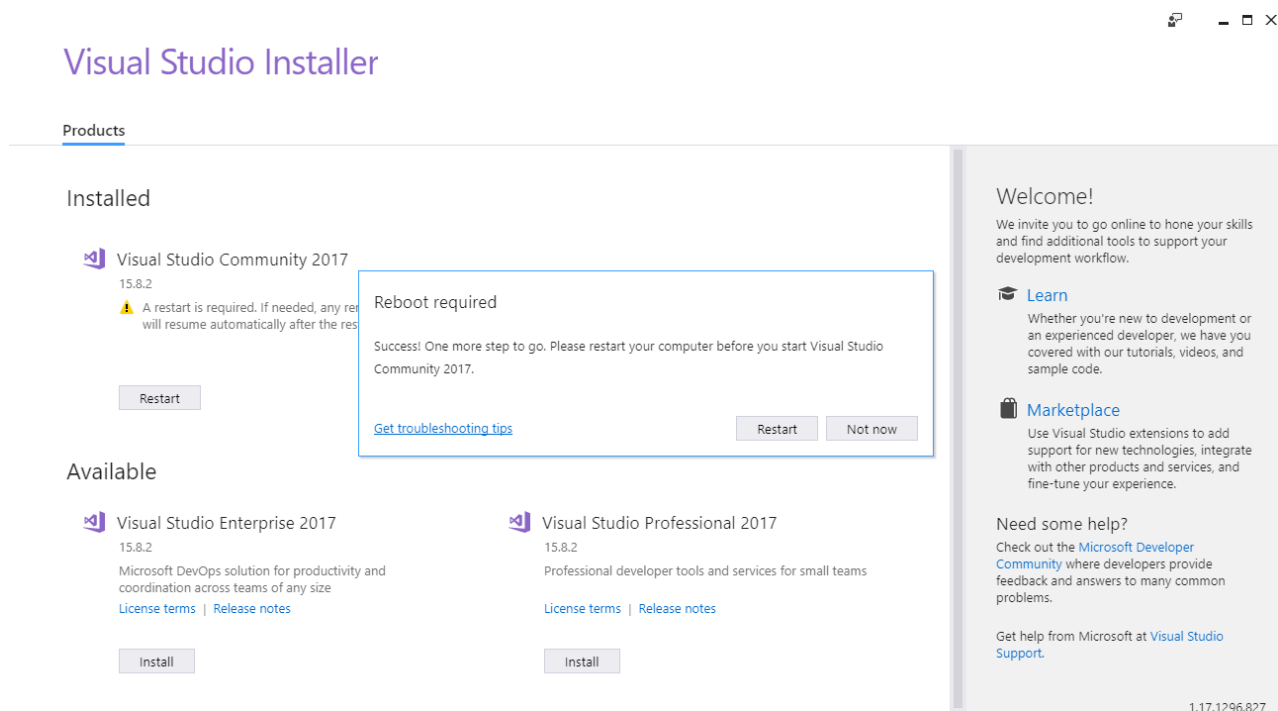 Visual Studio Installer
Products
Installed
Visual Studio Community 2017
15.8.2
A restart is required. If needed, any
will resume automatically after the
Restart
Reboot required
Success! One more step to go. Please restart your computer before you start Visual Studio
Community 2017.
Get troubleshooting tips
Restart
Not now
Available
Visual Studio Enterprise 2017
15.8.2
Microsoft DevOps solution for productivity and
coordination across teams of any size
License terms | Release notes
Install
Visual Studio Professional 2017
15.8.2
Professional developer tools and services for small teams
License terms | Release notes
Install
Welcome!
We invite you to go online to hone your skills
and find additional tools to support your
development workflow.
Learn
Whether you're new to development or
an experienced developer, we have you
covered with our tutorials, videos, and
sample code.
Marketplace
Use Visual Studio extensions to add
support for new technologies, integrate
with other products and services, and
fine-tune your experience.
Need some help?
Check out the Microsoft Developer
Community where developers provide
feedback and answers to many common
problems.
Get help from Microsoft at Visual Studio
Support.
1.17.1296.827